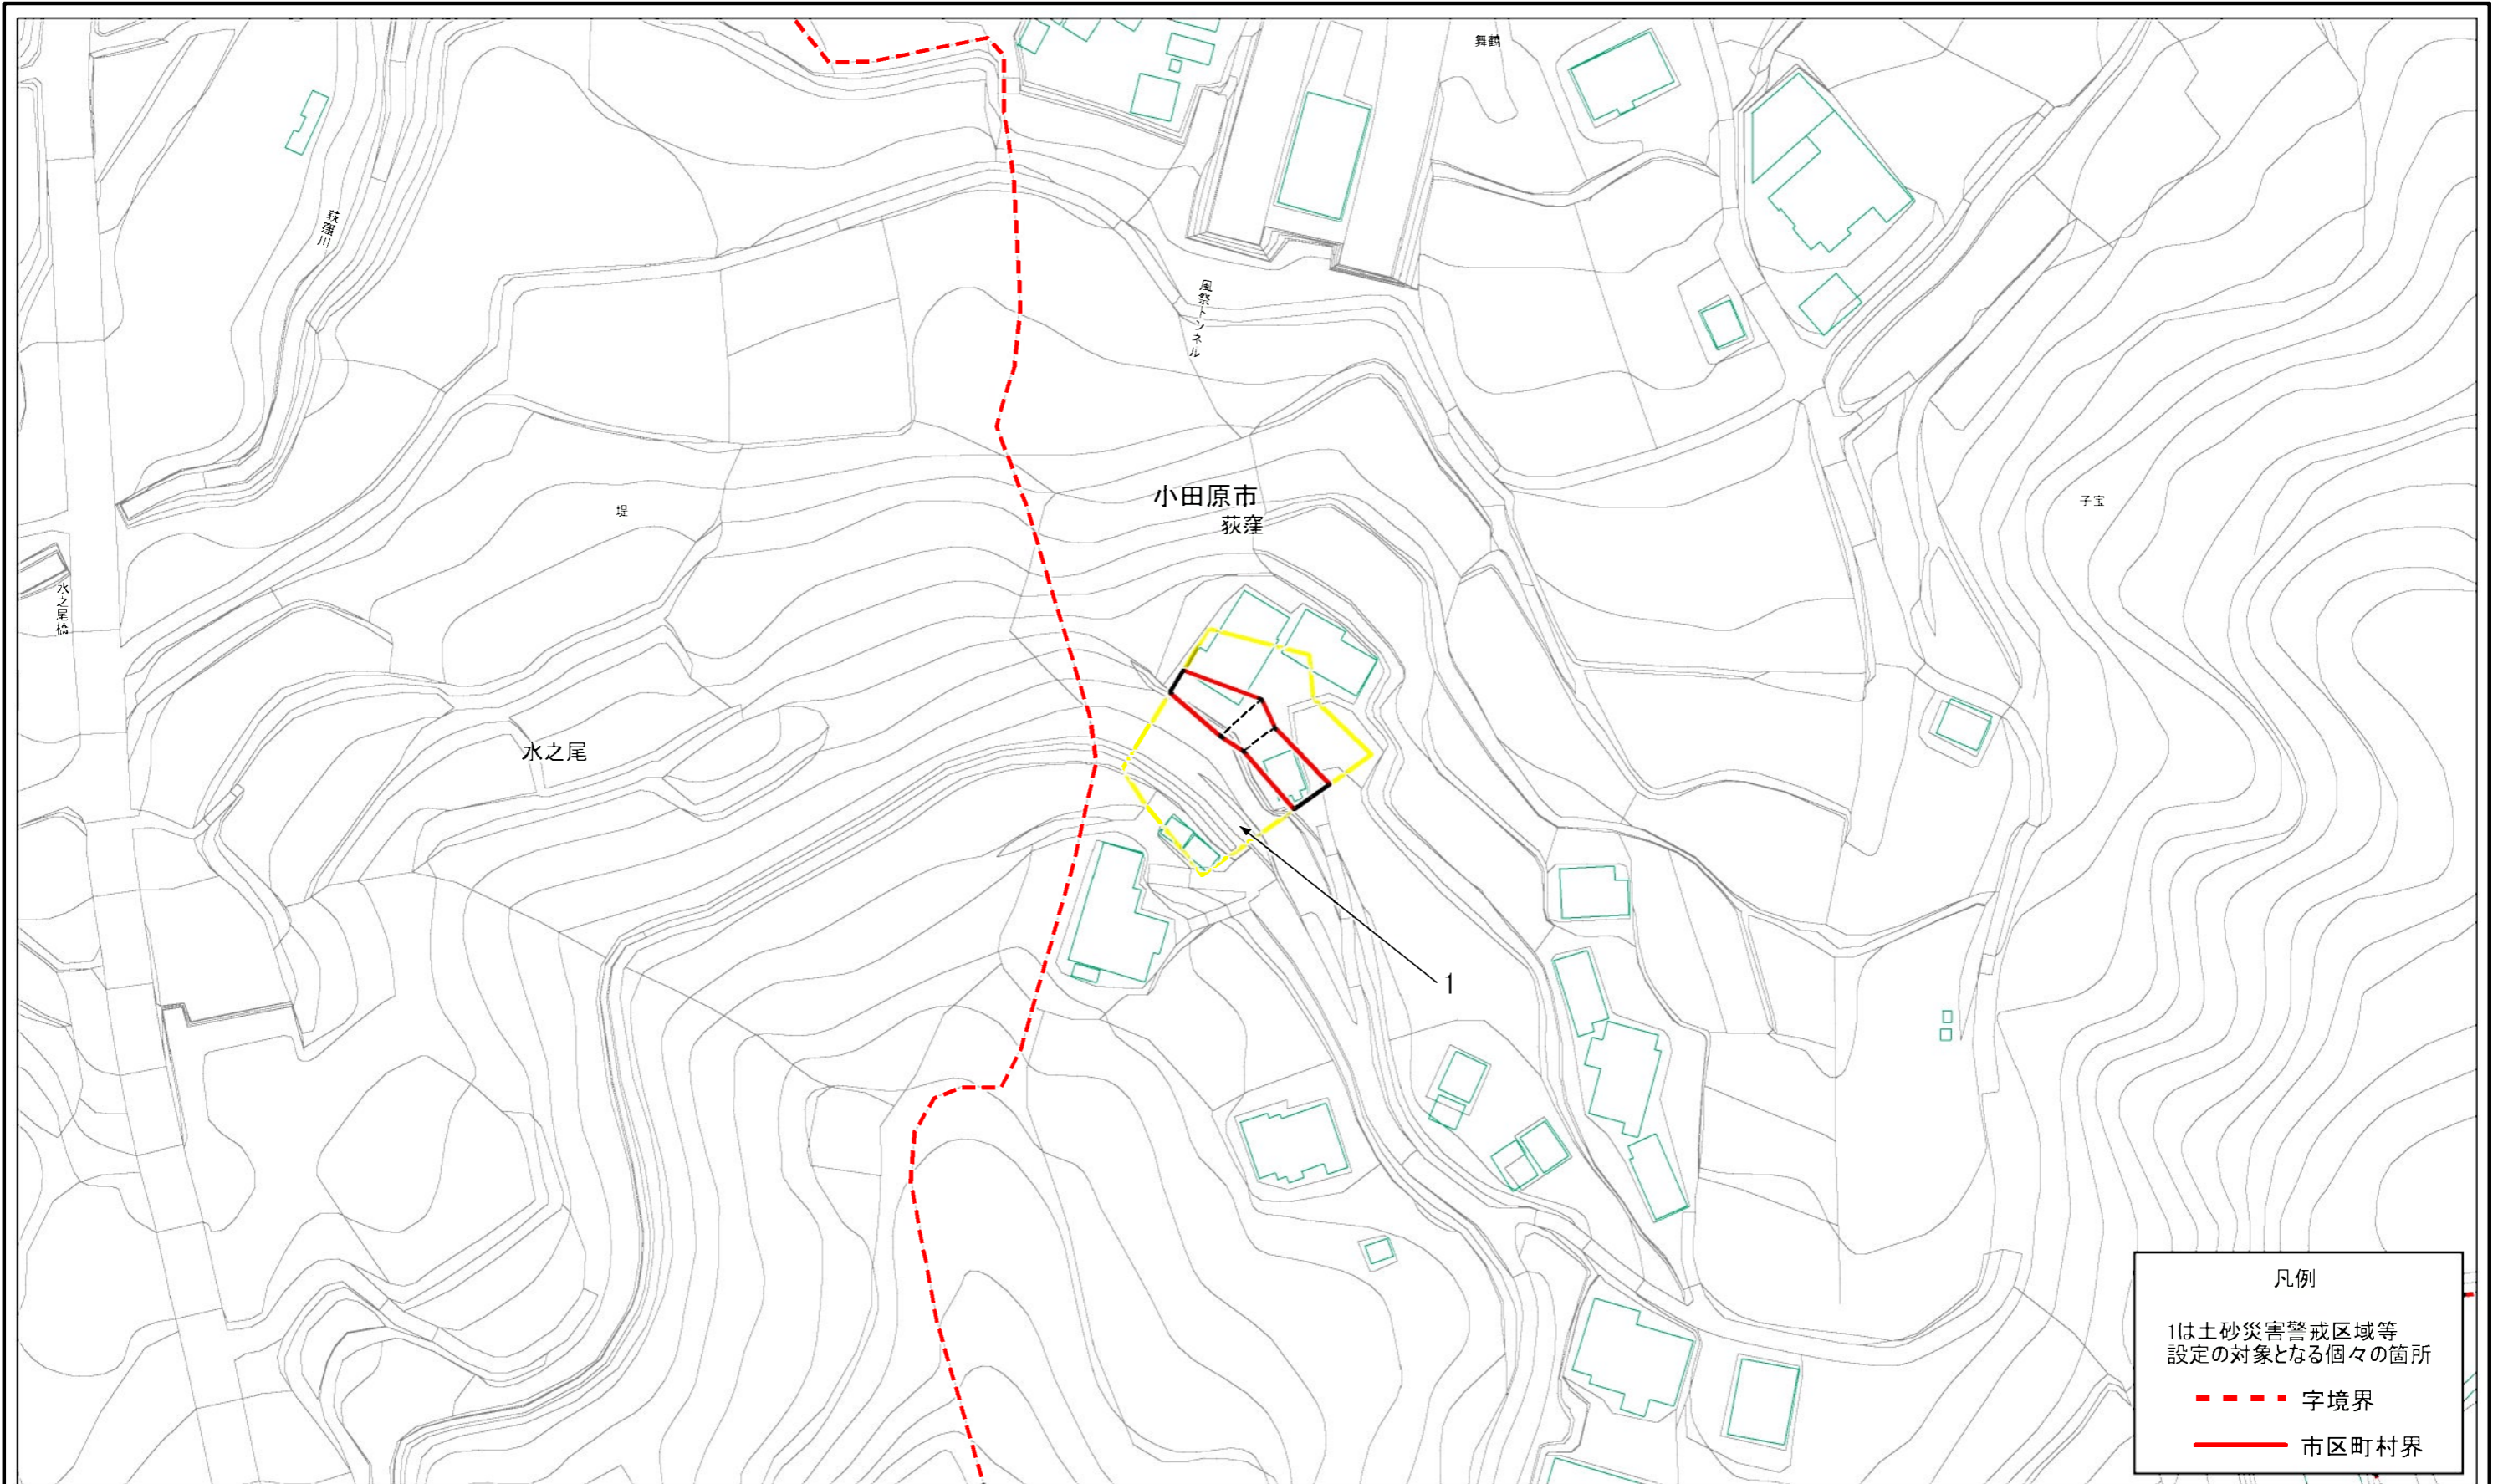 舞鶴
荻窪川
風祭トンネル
小田原市
荻窪
子宝
堤
水之尾橋
水之尾
1
凡例
1は土砂災害警戒区域等
設定の対象となる個々の箇所
字境界
市区町村界